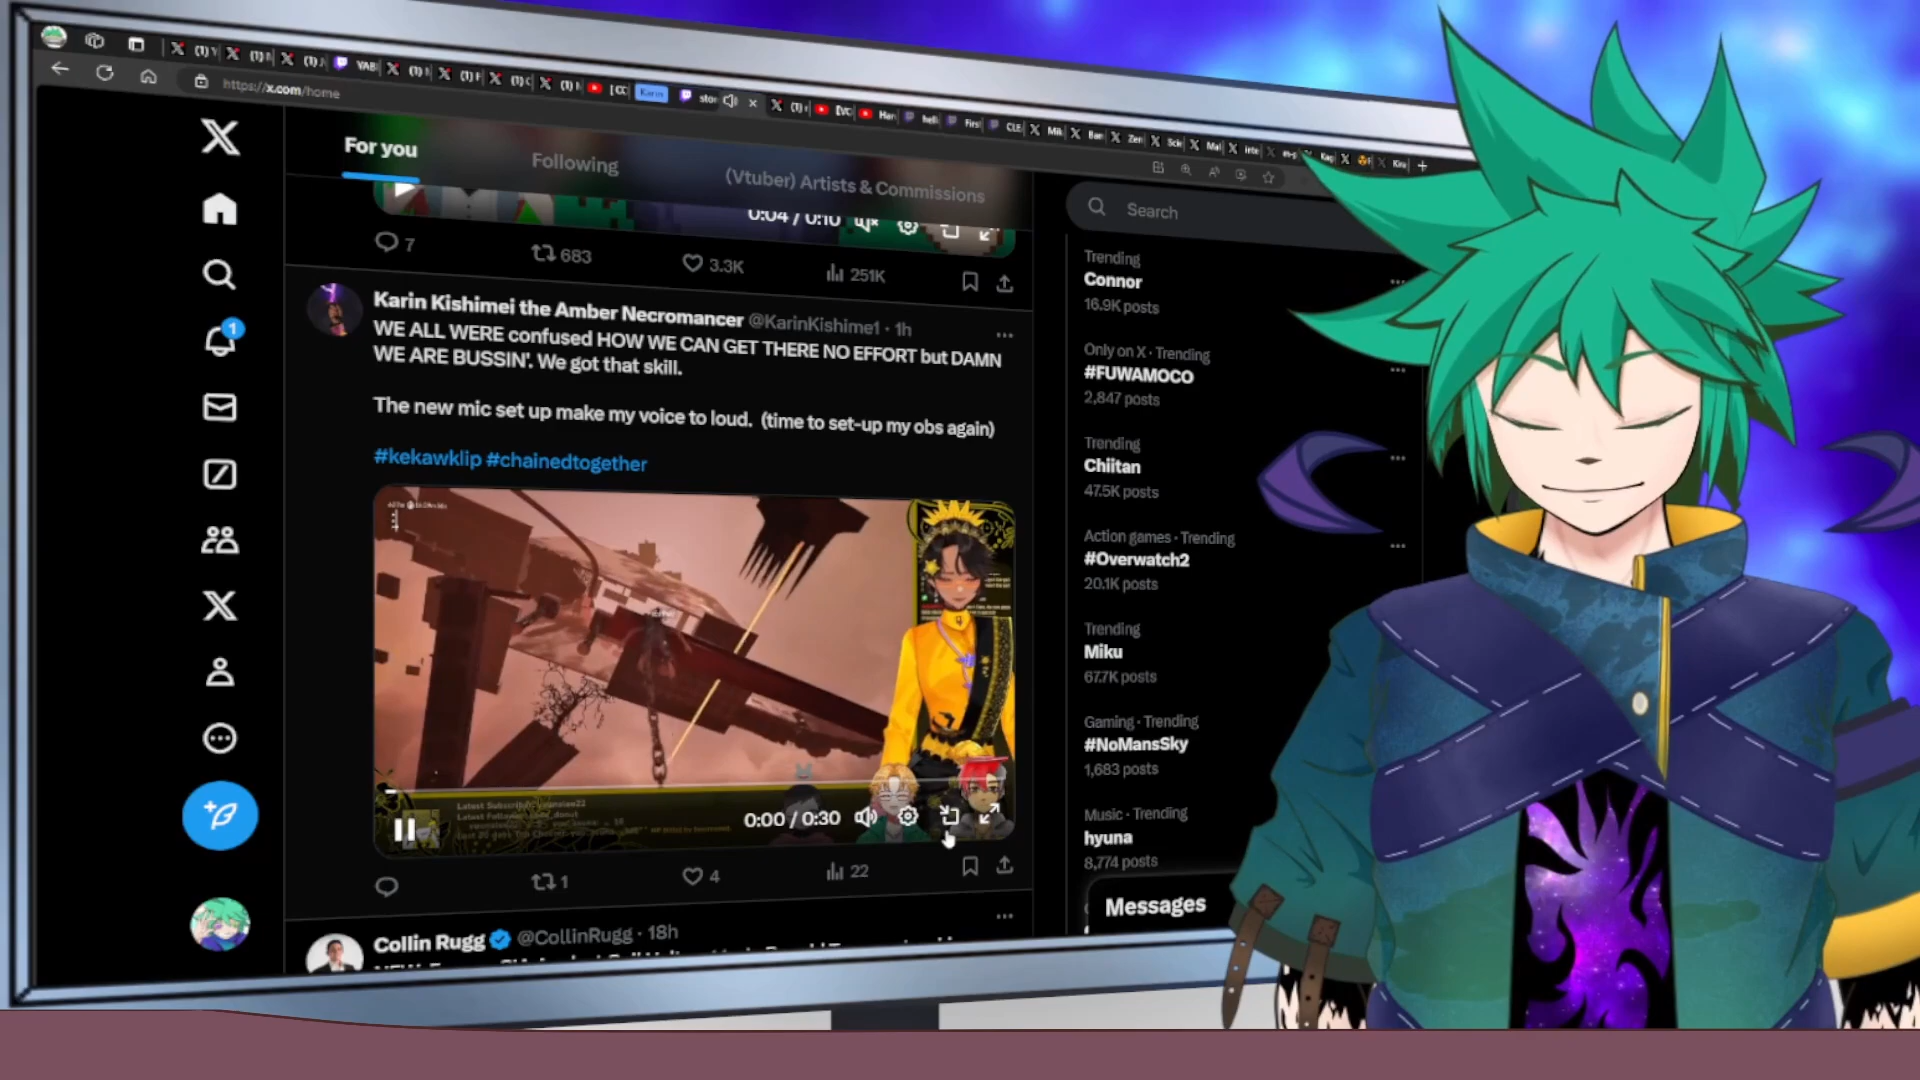 https://x.com/home
For you
Following
(Vtuber) Artists & Commissions
Search
0:04 / 0:10
7
683
3.3K
251K
Karin Kishimei the Amber Necromancer @KarinKishime1 · 1h
WE ALL WERE confused HOW WE CAN GET THERE NO EFFORT but DAMN
WE ARE BUSSIN'. We got that skill.
The new mic set up make my voice to loud. (time to set-up my obs again)
#kekawklip #chainedtogether
0:00 / 0:30
1
4
22
Collin Rugg @CollinRugg · 18h
Trending
Connor
16.9K posts
Only on X · Trending
#FUWAMOCO
2,847 posts
Trending
Chiitan
47.5K posts
Action games · Trending
#Overwatch2
20.1K posts
Trending
Miku
67.7K posts
Gaming · Trending
#NoMansSky
1,683 posts
Music · Trending
hyuna
8,774 posts
Messages
1